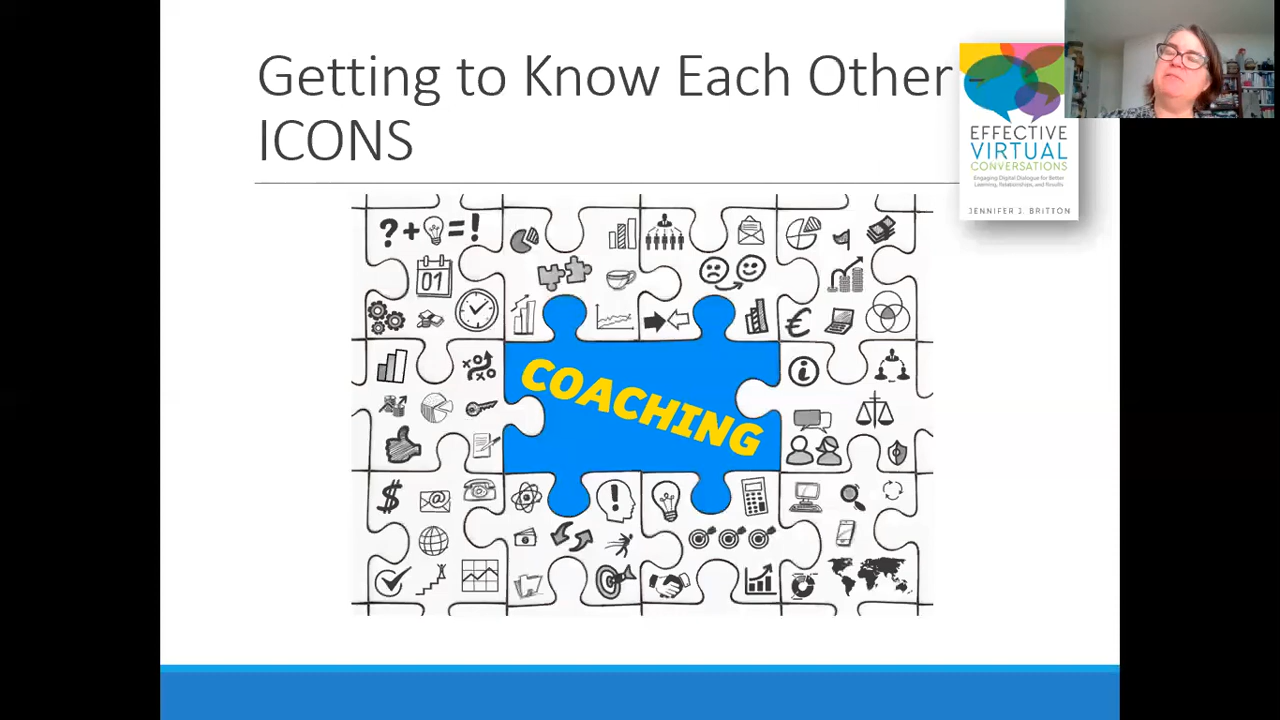 Getting to Know Each Other
ICONS
EFFECTIVE
VIRTUAL
CONVERSATIONS
Engaging Digital Dialogue for Better
Learning, Relationships, and Results
JENNIFER J. BRITTON
?+=!
01
€
i
COACHING
$
@
!